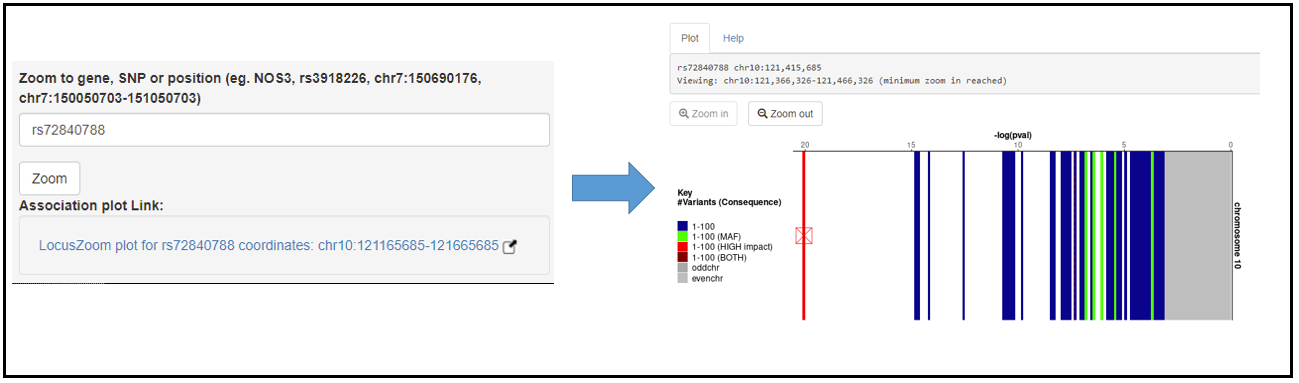 Zoom to gene, SNP or position (eg. NOS3, rs3918226, chr7:150690176,
chr7:150050703-151050703)
rs72840788
Zoom
Association plot Link:
LocusZoom plot for rs72840788 coordinates: chr10:121165685-121665685
Plot
Help
rs72840788 chr10:121,415,685
Viewing: chr10:121,366,326-121,466,326 (minimum zoom in reached)
Zoom in
Zoom out
-log(pval)
20
15
10
5
0
Key
#Variants (Consequence)
1-100
1-100 (MAF)
1-100 (HIGH impact)
1-100 (BOTH)
oddchr
evenchr
chromosome 10